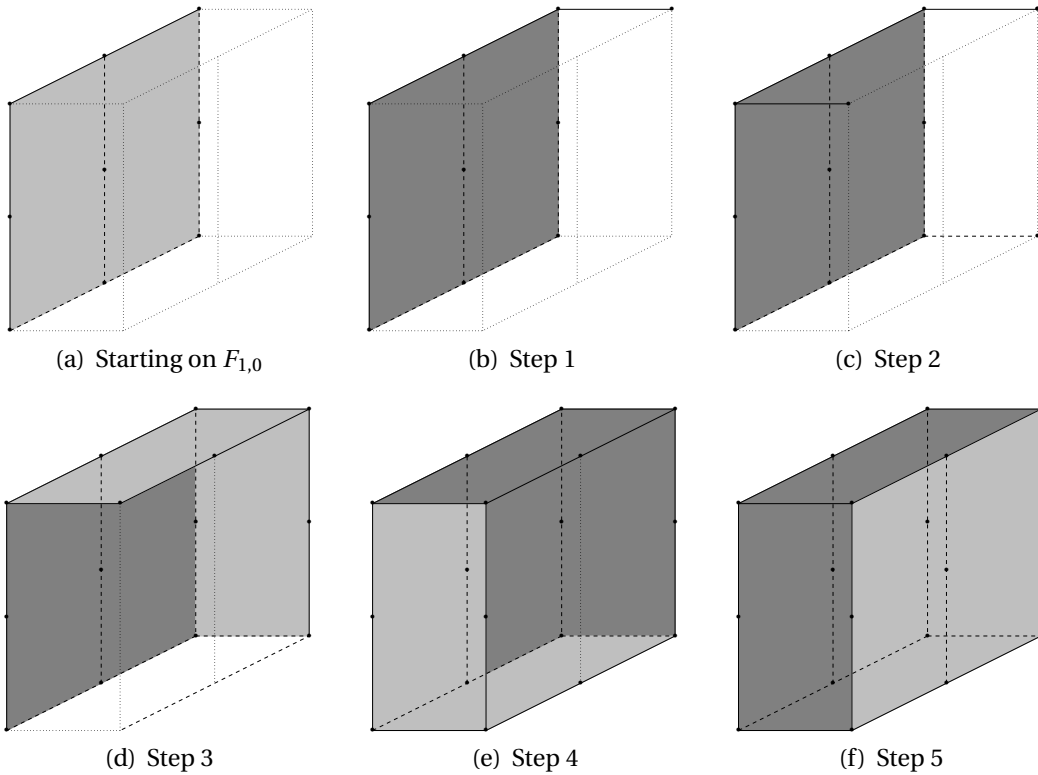 (a) Starting on F1,0
(b) Step 1
(c) Step 2
(d) Step 3
(e) Step 4
(f) Step 5